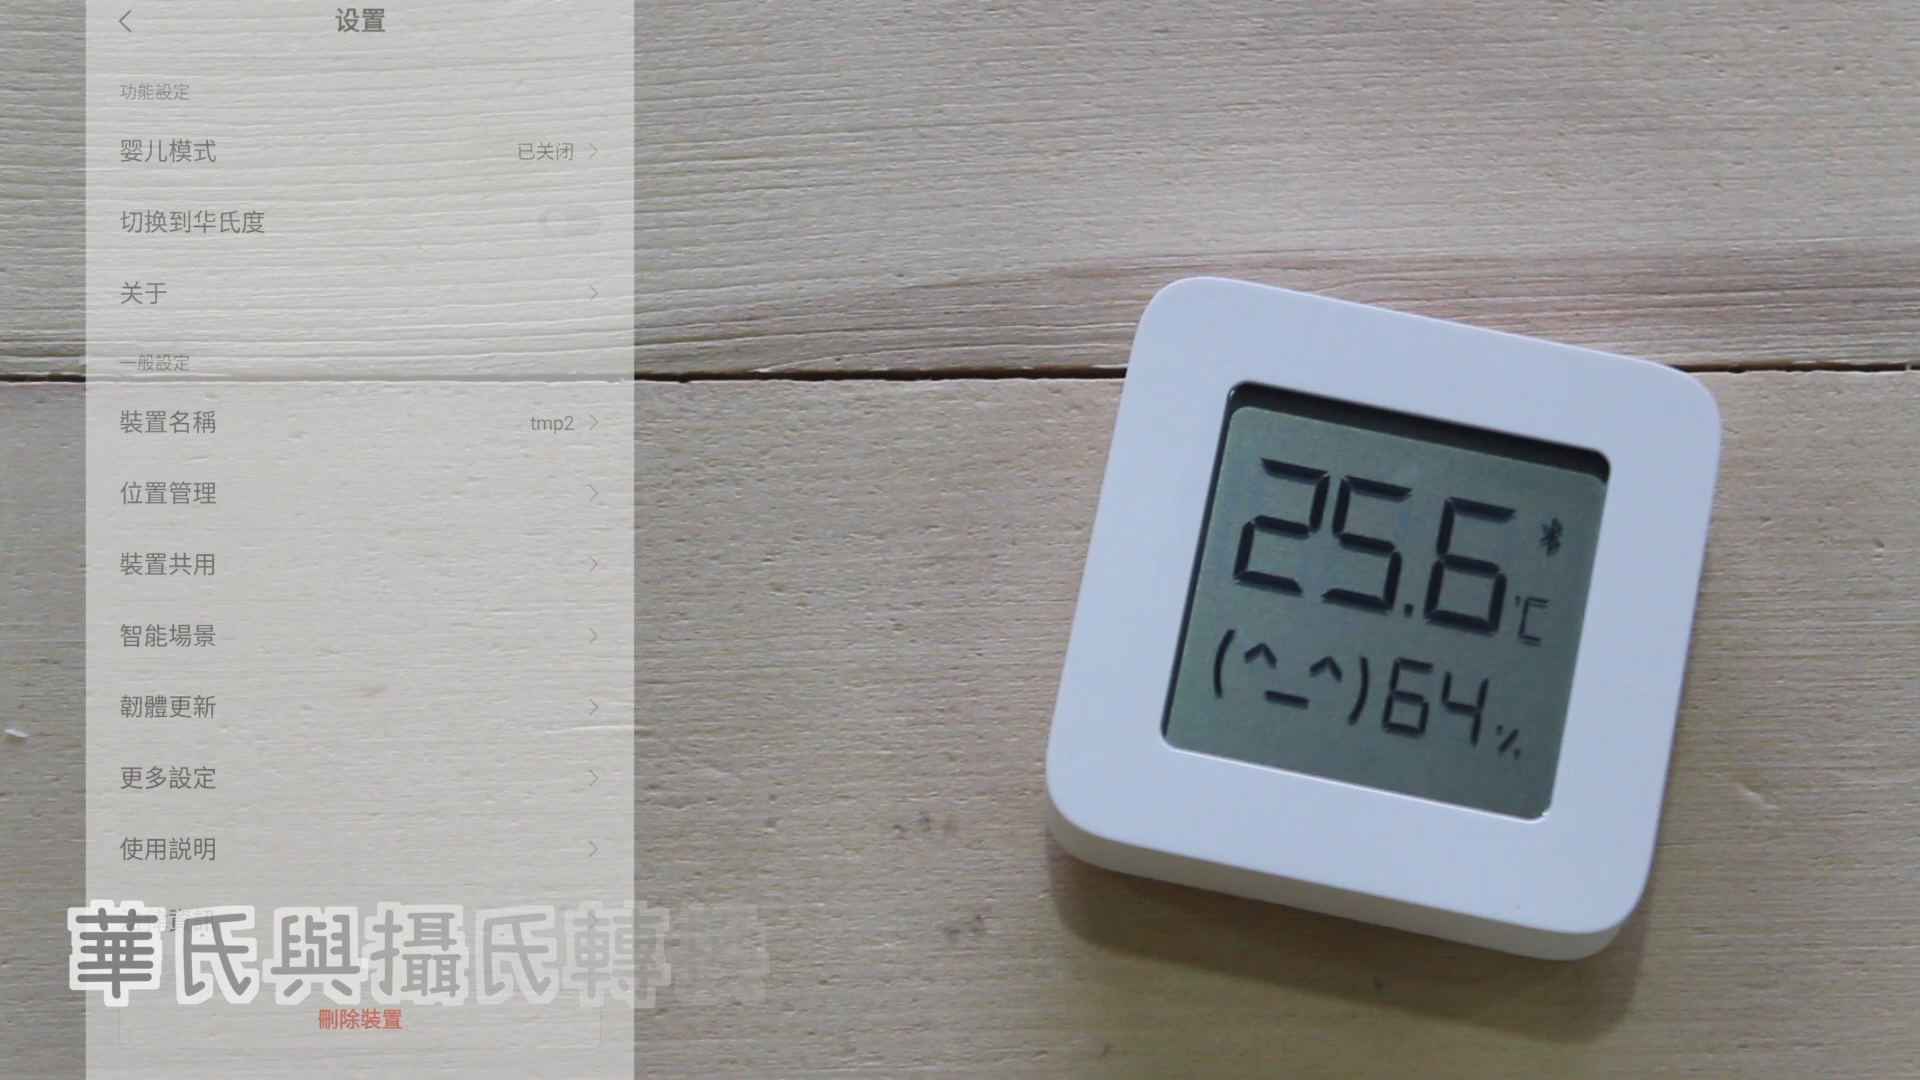 设置
功能設定
婴儿模式 已关闭
切换到华氏度
关于
一般設定
裝置名稱 tmp2
位置管理
裝置共用
智能場景
韌體更新
更多設定
使用説明
資訊
華氏與攝氏轉換
刪除裝置
25.6 °C
(^_^) 64 %